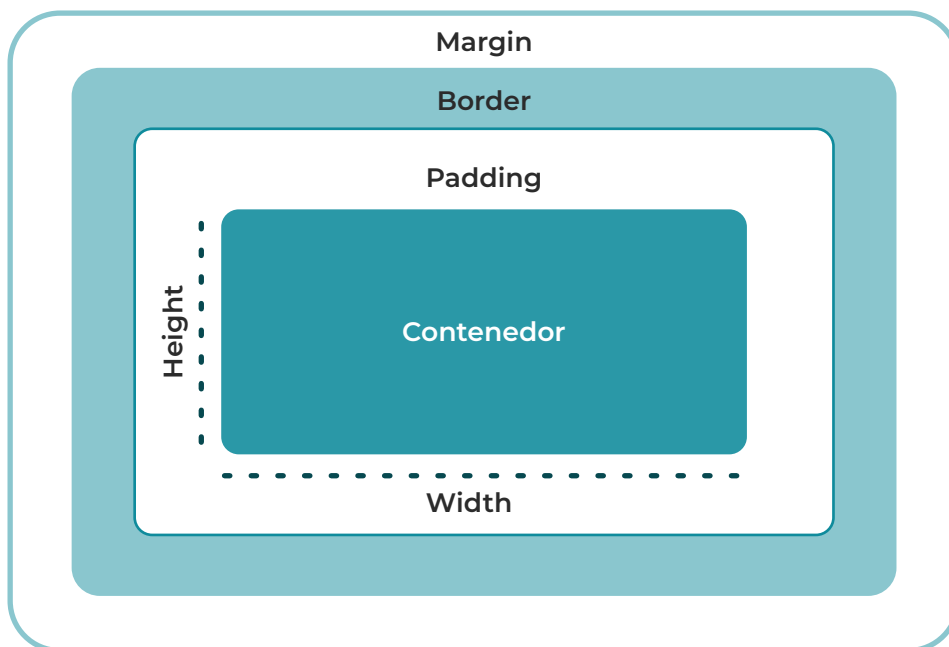 Margin
Border
Padding
Height
Contenedor
Width